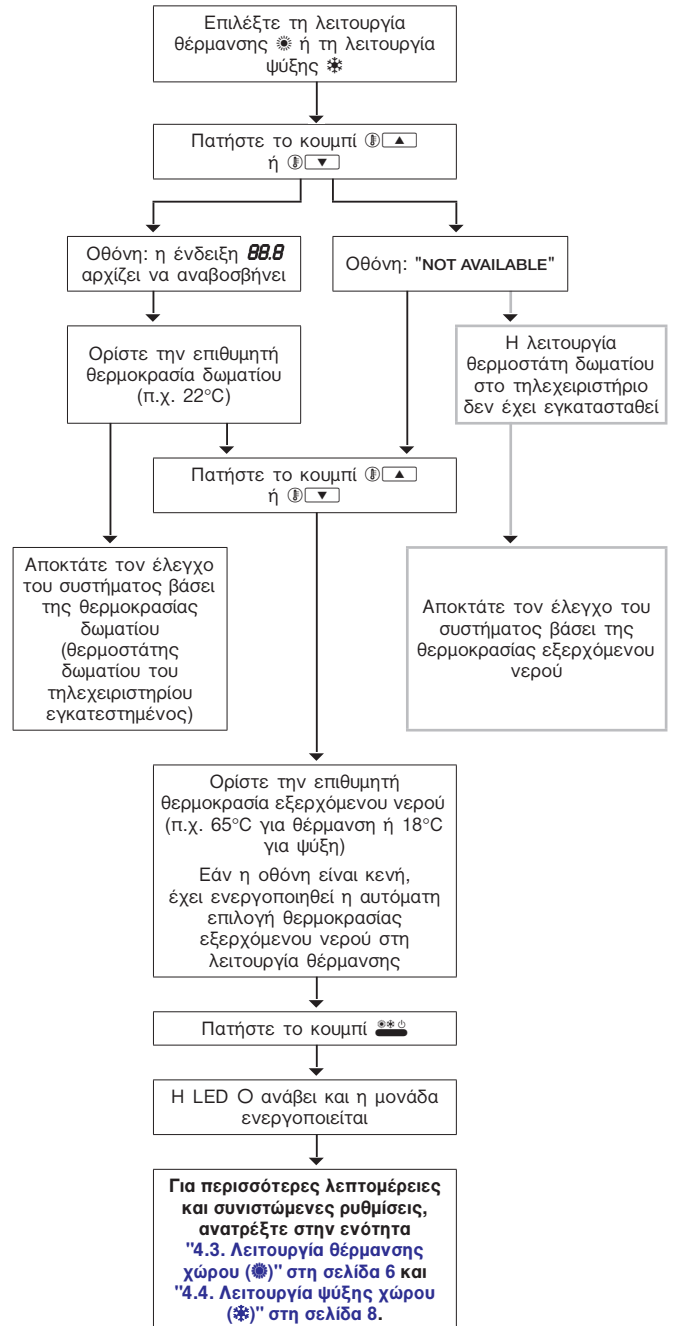 Επιλέξτε τη λειτουργία
θέρμανσης ☀ ή τη λειτουργία
ψύξης ❄
Πατήστε το κουμπί ▲
ή ▼
Οθόνη: η ένδειξη 88.8
αρχίζει να αναβοσβήνει
Οθόνη: "NOT AVAILABLE"
Ορίστε την επιθυμητή
θερμοκρασία δωματίου
(π.χ. 22°C)
Η λειτουργία
θερμοστάτη δωματίου
στο τηλεχειριστήριο
δεν έχει εγκατασταθεί
Πατήστε το κουμπί ▲
ή ▼
Αποκτάτε τον έλεγχο
του συστήματος βάσει
της θερμοκρασίας
δωματίου
(θερμοστάτης
δωματίου του
τηλεχειριστηρίου
εγκατεστημένος)
Αποκτάτε τον έλεγχο του
συστήματος βάσει της
θερμοκρασίας εξερχόμενου
νερού
Ορίστε την επιθυμητή
θερμοκρασία εξερχόμενου νερού
(π.χ. 65°C για θέρμανση ή 18°C
για ψύξη)
Εάν η οθόνη είναι κενή,
έχει ενεργοποιηθεί η αυτόματη
επιλογή θερμοκρασίας
εξερχόμενου νερού στη
λειτουργία θέρμανσης
Πατήστε το κουμπί
Η LED O ανάβει και η μονάδα
ενεργοποιείται
Για περισσότερες λεπτομέρειες
και συνιστώμενες ρυθμίσεις,
ανατρέξτε στην ενότητα
"4.3. Λειτουργία θέρμανσης
χώρου (☀)" στη σελίδα 6 και
"4.4. Λειτουργία ψύξης χώρου
(❄)" στη σελίδα 8.